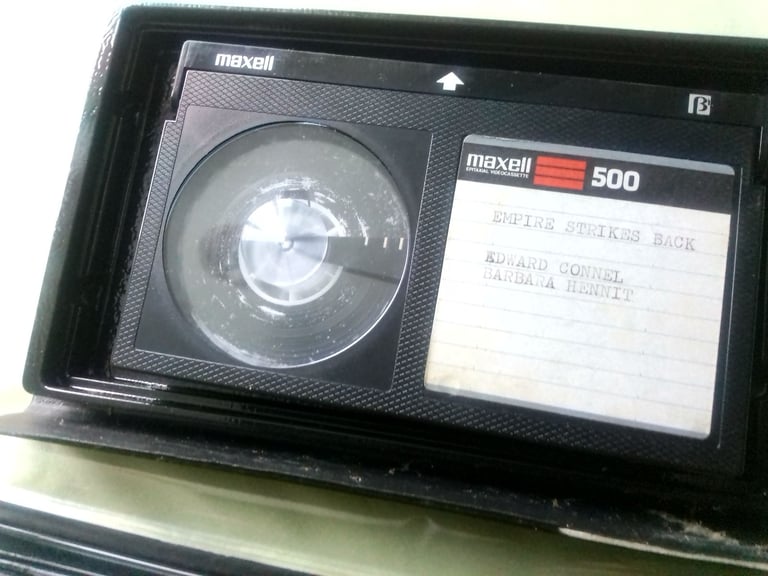 maxell
β
maxell 500
EPITAXIAL VIDEOCASSETTE
EMPIRE STRIKES BACK
EDWARD CONNEL
BARBARA HENNIT